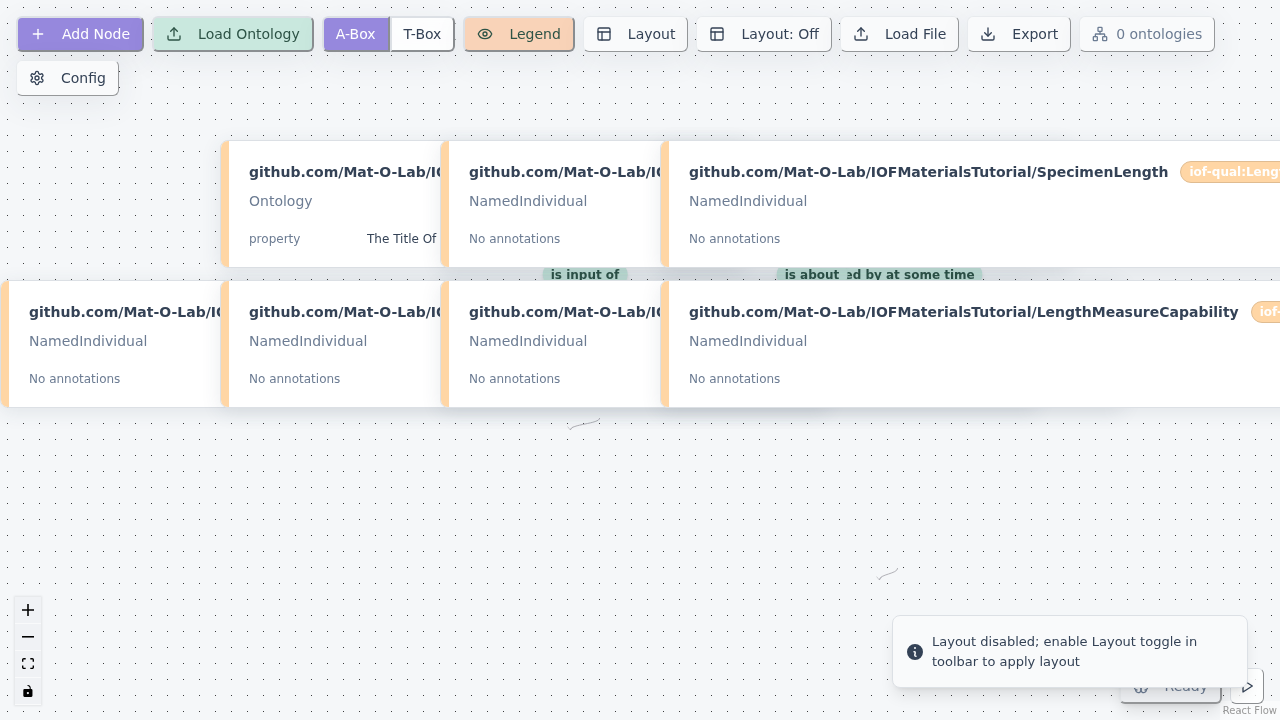 Add Node
Load Ontology
A-Box
T-Box
Legend
Layout
Layout: Off
Load File
Export
0 ontologies
Config
github.com/Mat-O-Lab/IO
Ontology
property
The Title Of
github.com/Mat-O-Lab/IO
NamedIndividual
No annotations
github.com/Mat-O-Lab/IOFMaterialsTutorial/SpecimenLength
iof-qual:Leng
NamedIndividual
No annotations
is input of
is about
ed by at some time
github.com/Mat-O-Lab/IO
NamedIndividual
No annotations
github.com/Mat-O-Lab/IO
NamedIndividual
No annotations
github.com/Mat-O-Lab/IO
NamedIndividual
No annotations
github.com/Mat-O-Lab/IOFMaterialsTutorial/LengthMeasureCapability
iof-
NamedIndividual
No annotations
Layout disabled; enable Layout toggle in
toolbar to apply layout
Ready
React Flow